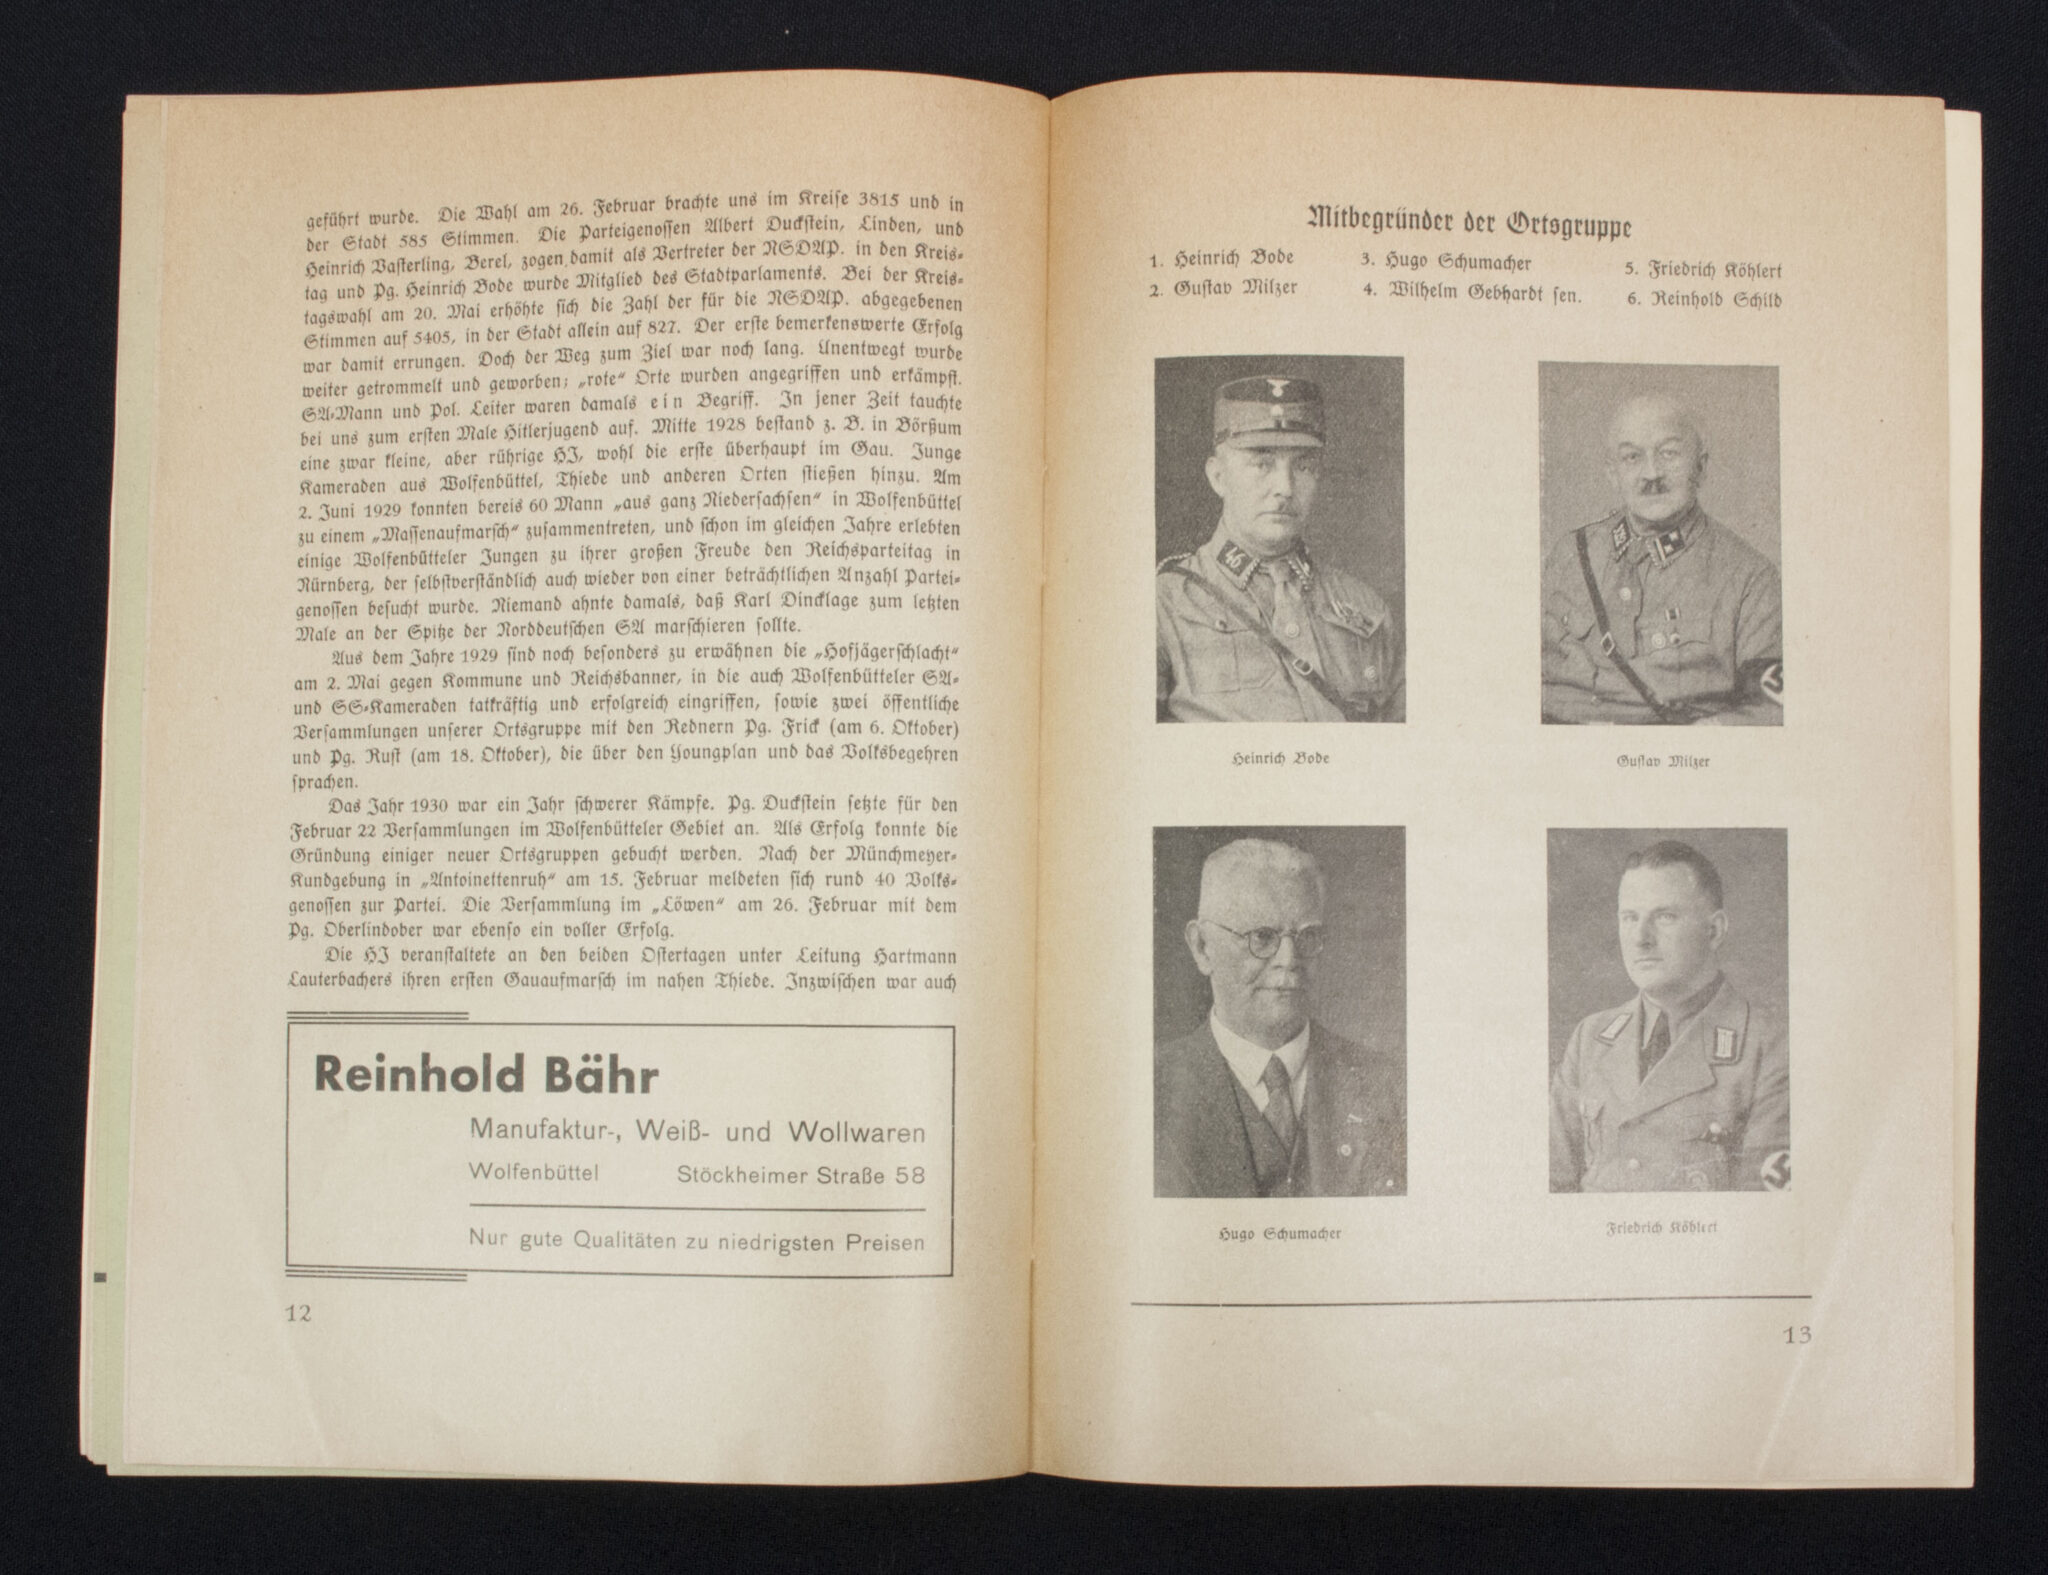 geführt wurde. Die Wahl am 26. Februar brachte uns im Kreise 3815 und in
der Stadt 585 Stimmen. Die Parteigenossen Albert Duckstein, Linden, und
Heinrich Vasterling, Berel, zogen damit als Vertreter der NSDAP. in den Kreis-
tag und Pg. Heinrich Bode wurde Mitglied des Stadtparlaments. Bei der Kreis-
tagswahl am 20. Mai erhöhte sich die Zahl der für die NSDAP. abgegebenen
Stimmen auf 5405, in der Stadt allein auf 827. Der erste bemerkenswerte Erfolg
war damit errungen. Doch der Weg zum Ziel war noch lang. Unentwegt wurde
weiter getrommelt und geworben; „rote“ Orte wurden angegriffen und erkämpft.
SA-Mann und Pol. Leiter waren damals ein Begriff. In jener Zeit tauchte
bei uns zum ersten Male Hitlerjugend auf. Mitte 1928 bestand z. B. in Börßum
eine zwar kleine, aber rührige HJ, wohl die erste überhaupt im Gau. Junge
Kameraden aus Wolfenbüttel, Thiede und anderen Orten stießen hinzu. Am
2. Juni 1929 konnten bereis 60 Mann „aus ganz Niedersachsen“ in Wolfenbüttel
zu einem „Massenaufmarsch“ zusammentreten, und schon im gleichen Jahre erlebten
einige Wolfenbütteler Jungen zu ihrer großen Freude den Reichsparteitag in
Nürnberg, der selbstverständlich auch wieder von einer beträchtlichen Anzahl Partei-
genossen besucht wurde. Niemand ahnte damals, daß Karl Dincklage zum letzten
Male an der Spitze der Norddeutschen SA marschieren sollte.
Aus dem Jahre 1929 sind noch besonders zu erwähnen die „Hofjägerschlacht“
am 2. Mai gegen Kommune und Reichsbanner, in die auch Wolfenbütteler SA-
und SS-Kameraden tatkräftig und erfolgreich eingriffen, sowie zwei öffentliche
Versammlungen unserer Ortsgruppe mit den Rednern Pg. Frick (am 6. Oktober)
und Pg. Rust (am 18. Oktober), die über den Youngplan und das Volksbegehren
sprachen.
Das Jahr 1930 war ein Jahr schwerer Kämpfe. Pg. Duckstein setzte für den
Februar 22 Versammlungen im Wolfenbütteler Gebiet an. Als Erfolg konnte die
Gründung einiger neuer Ortsgruppen gebucht werden. Nach der Münchmeyer-
Kundgebung in „Antoinettenruh“ am 15. Februar meldeten sich rund 40 Volks-
genossen zur Partei. Die Versammlung im „Löwen“ am 26. Februar mit dem
Pg. Oberlindober war ebenso ein voller Erfolg.
Die HJ veranstaltete an den beiden Ostertagen unter Leitung Hartmann
Lauterbachers ihren ersten Gauaufmarsch im nahen Thiede. Inzwischen war auch
Reinhold Bähr
Manufaktur-, Weiß- und Wollwaren
Wolfenbüttel Stöckheimer Straße 58
Nur gute Qualitäten zu niedrigsten Preisen
12
Mitbegründer der Ortsgruppe
1. Heinrich Bode 3. Hugo Schumacher 5. Friedrich Köhlert
2. Gustav Milzer 4. Wilhelm Gebhardt sen. 6. Reinhold Schild
Heinrich Bode
Gustav Milzer
Hugo Schumacher
Friedrich Köhlert
13